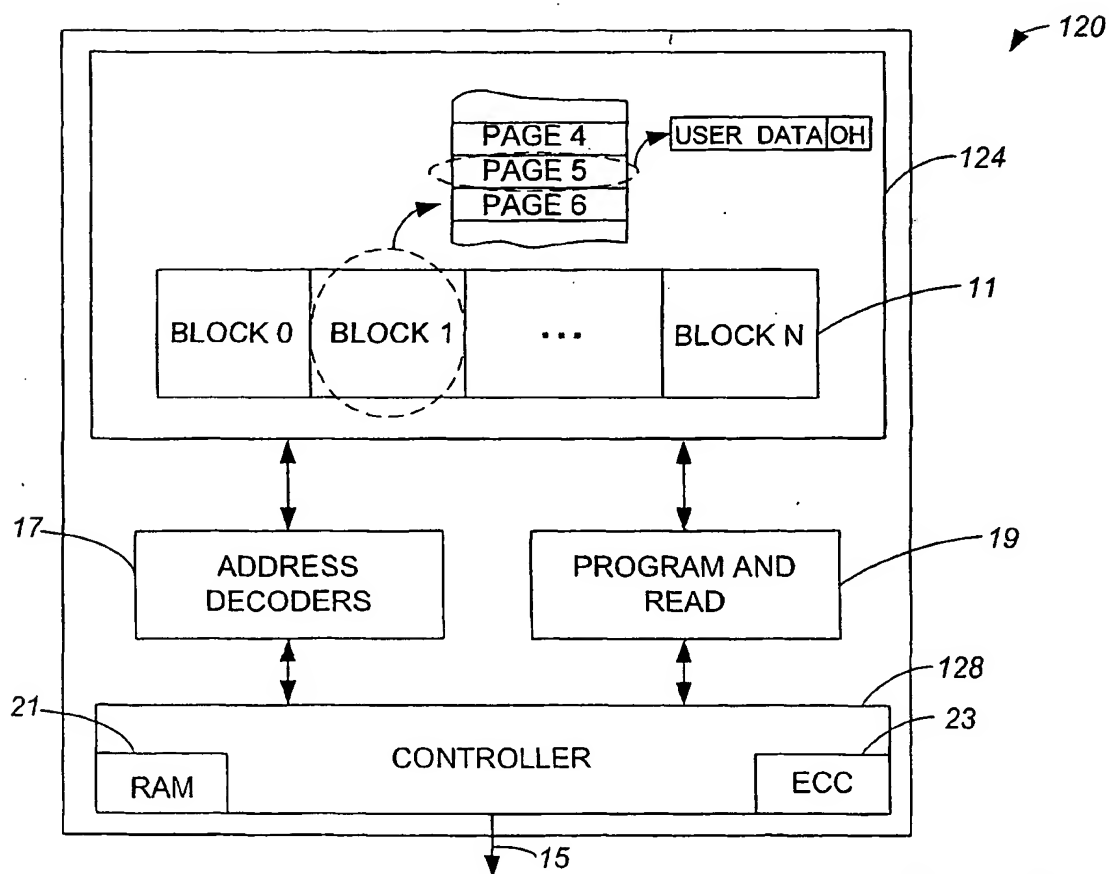 120
PAGE 4
USER DATA OH
PAGE 5
124
PAGE 6
11
BLOCK 0
BLOCK 1
...
BLOCK N
17
ADDRESS
DECODERS
PROGRAM AND
READ
19
128
21
23
CONTROLLER
RAM
ECC
15